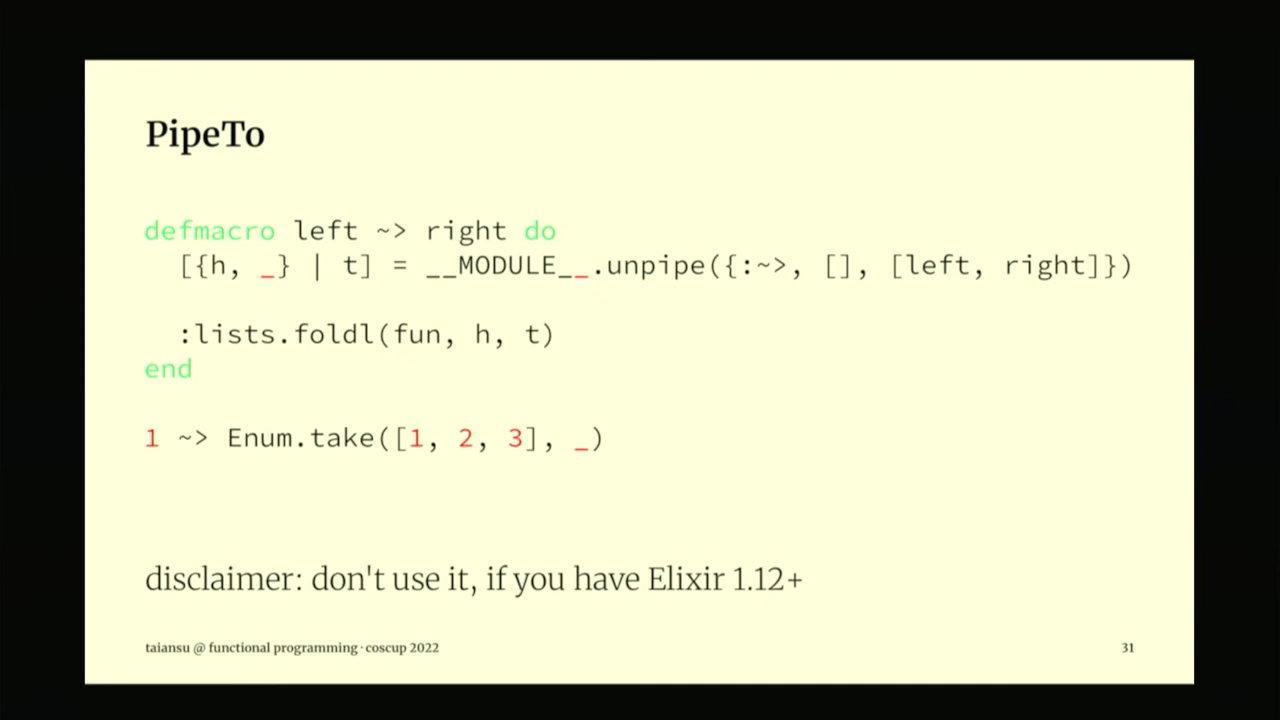 PipeTo
defmacro left ~> right do
  [{h, _} | t] = __MODULE__.unpipe({:~>, [], [left, right]})
  :lists.foldl(fun, h, t)
end
1 ~> Enum.take([1, 2, 3], _)
disclaimer: don't use it, if you have Elixir 1.12+
taiansu @ functional programming · coscup 2022
31